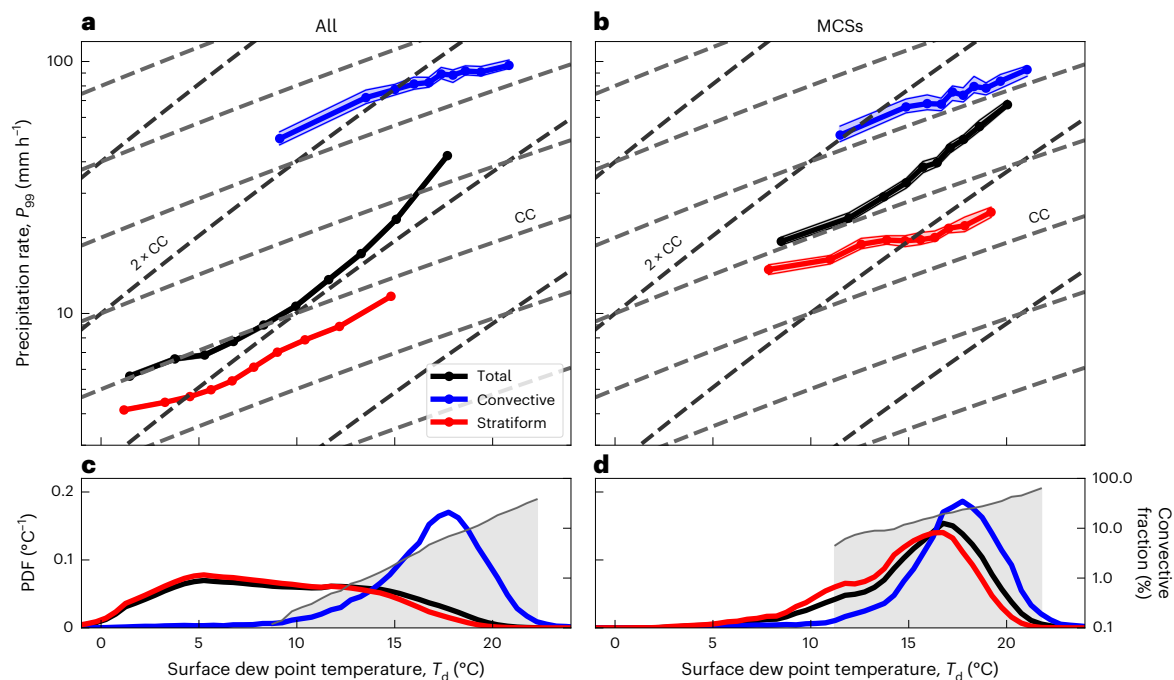 a
All
b
MCSs
Precipitation rate, P99 (mm h−1)
100
10
2 × CC
CC
2 × CC
CC
Total
Convective
Stratiform
c
d
PDF (°C−1)
0.2
0.1
0
100.0
10.0
1.0
0.1
Convective
fraction (%)
0 5 10 15 20
0 5 10 15 20
Surface dew point temperature, Td (°C)
Surface dew point temperature, Td (°C)